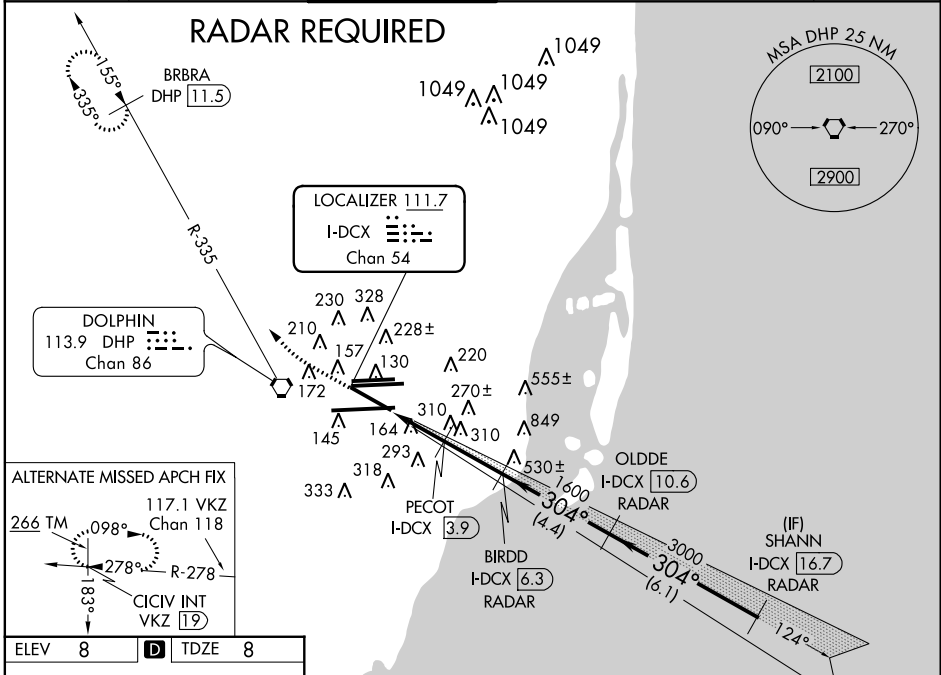 RADAR REQUIRED
1049
1049
1049
1049
MSA DHP 25 NM
2100
090°
270°
2900
155°
335°
BRBRA
DHP 11.5
R-335
LOCALIZER 111.7
I-DCX
Chan 54
DOLPHIN
113.9 DHP
Chan 86
230
328
210
228±
157
130
172
220
270±
555±
310
849
145
164
310
293
530±
318
333
PECOT
I-DCX 3.9
BIRDD
I-DCX 6.3
RADAR
OLDDE
I-DCX 10.6
RADAR
1600
304°
(4.4)
3000
304°
(6.1)
(IF)
SHANN
I-DCX 16.7
RADAR
124°
ALTERNATE MISSED APCH FIX
117.1 VKZ
Chan 118
266 TM
098°
278°
R-278
183°
CICIV INT
VKZ 19
ELEV 8
D
TDZE 8